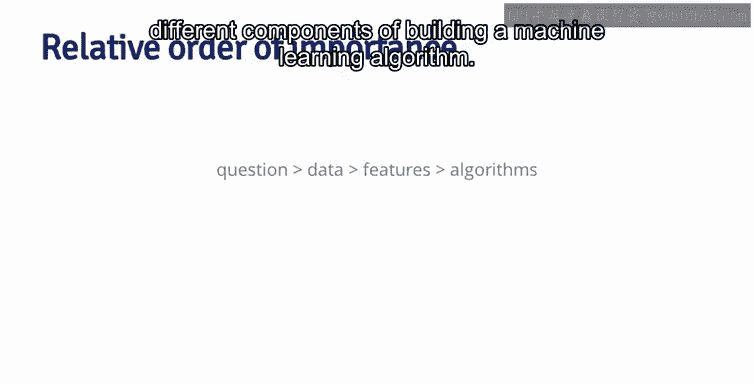 different components of building a machine
Relative order of importance
learning algorithm.
question > data > features > algorithms